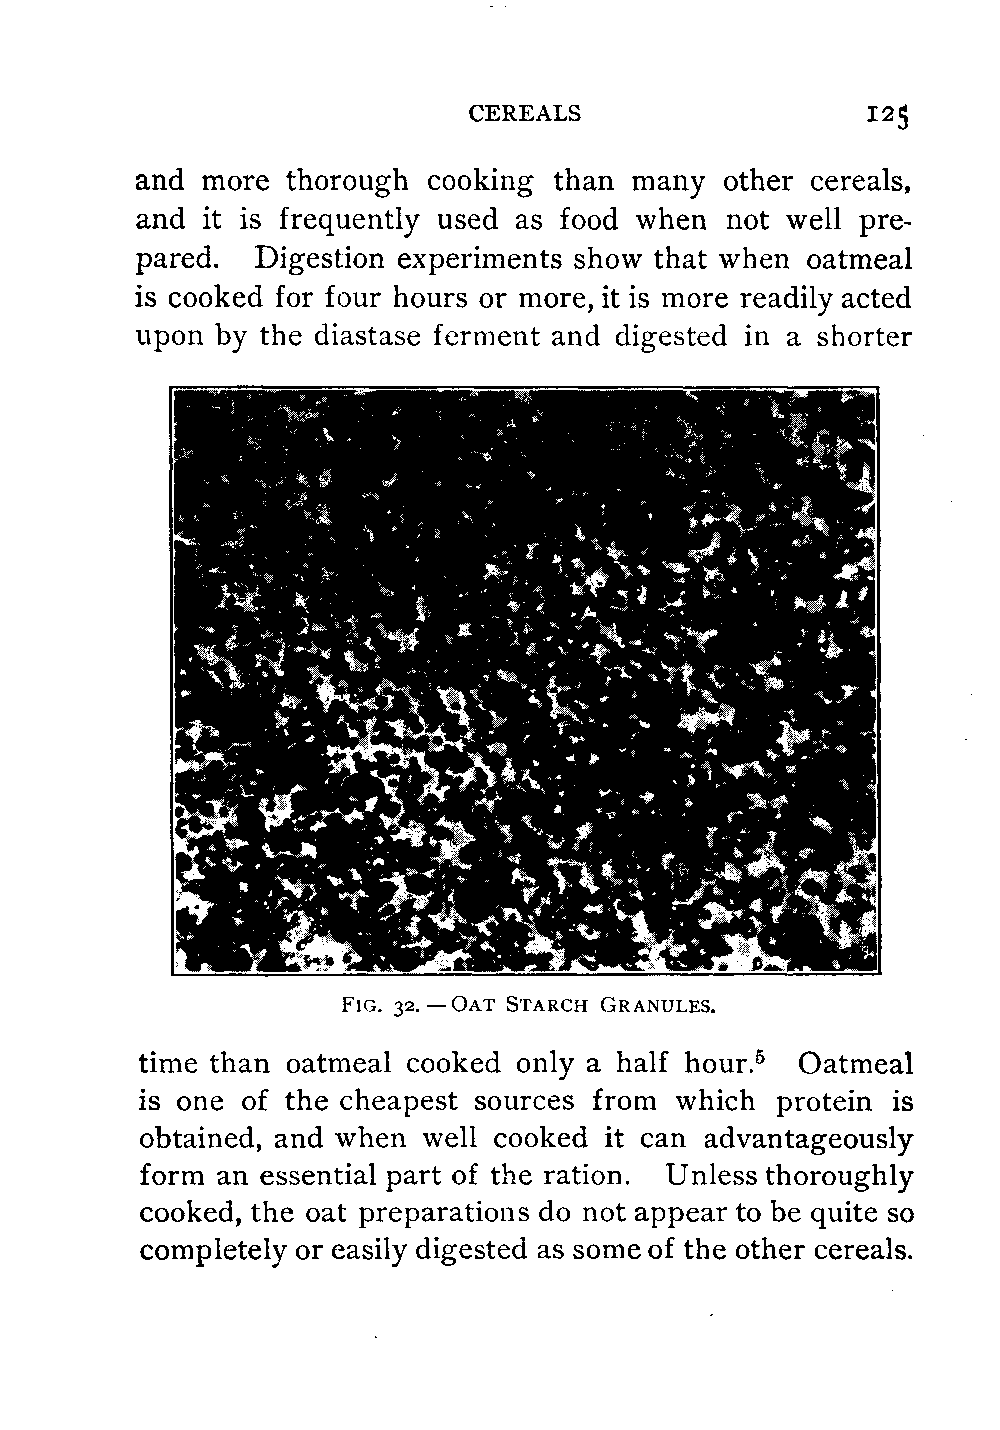 CEREALS 125
and more thorough cooking than many other cereals,
and it is frequently used as food when not well pre-
pared. Digestion experiments show that when oatmeal
is cooked for four hours or more, it is more readily acted
upon by the diastase ferment and digested in a shorter
FIG. 32. — OAT STARCH GRANULES.
time than oatmeal cooked only a half hour.⁵ Oatmeal
is one of the cheapest sources from which protein is
obtained, and when well cooked it can advantageously
form an essential part of the ration. Unless thoroughly
cooked, the oat preparations do not appear to be quite so
completely or easily digested as some of the other cereals.